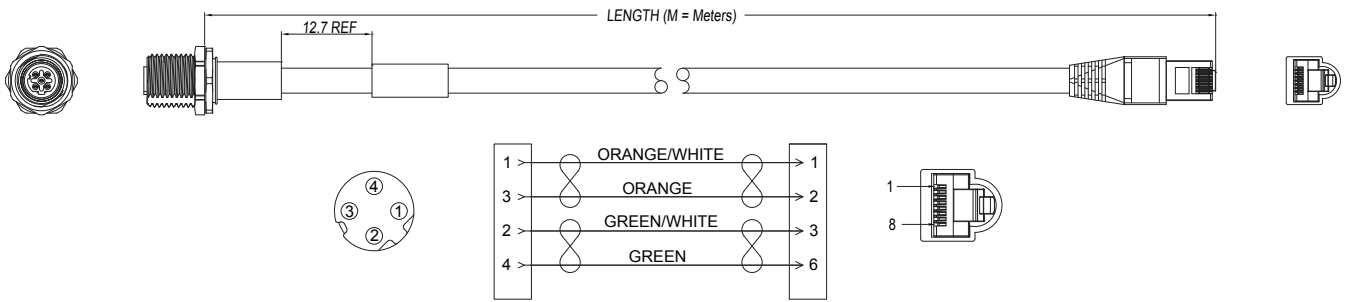 LENGTH (M = Meters)
12.7 REF
4
3
1
2
1 ORANGE/WHITE 1
3 ORANGE 2
2 GREEN/WHITE 3
4 GREEN 6
1
8